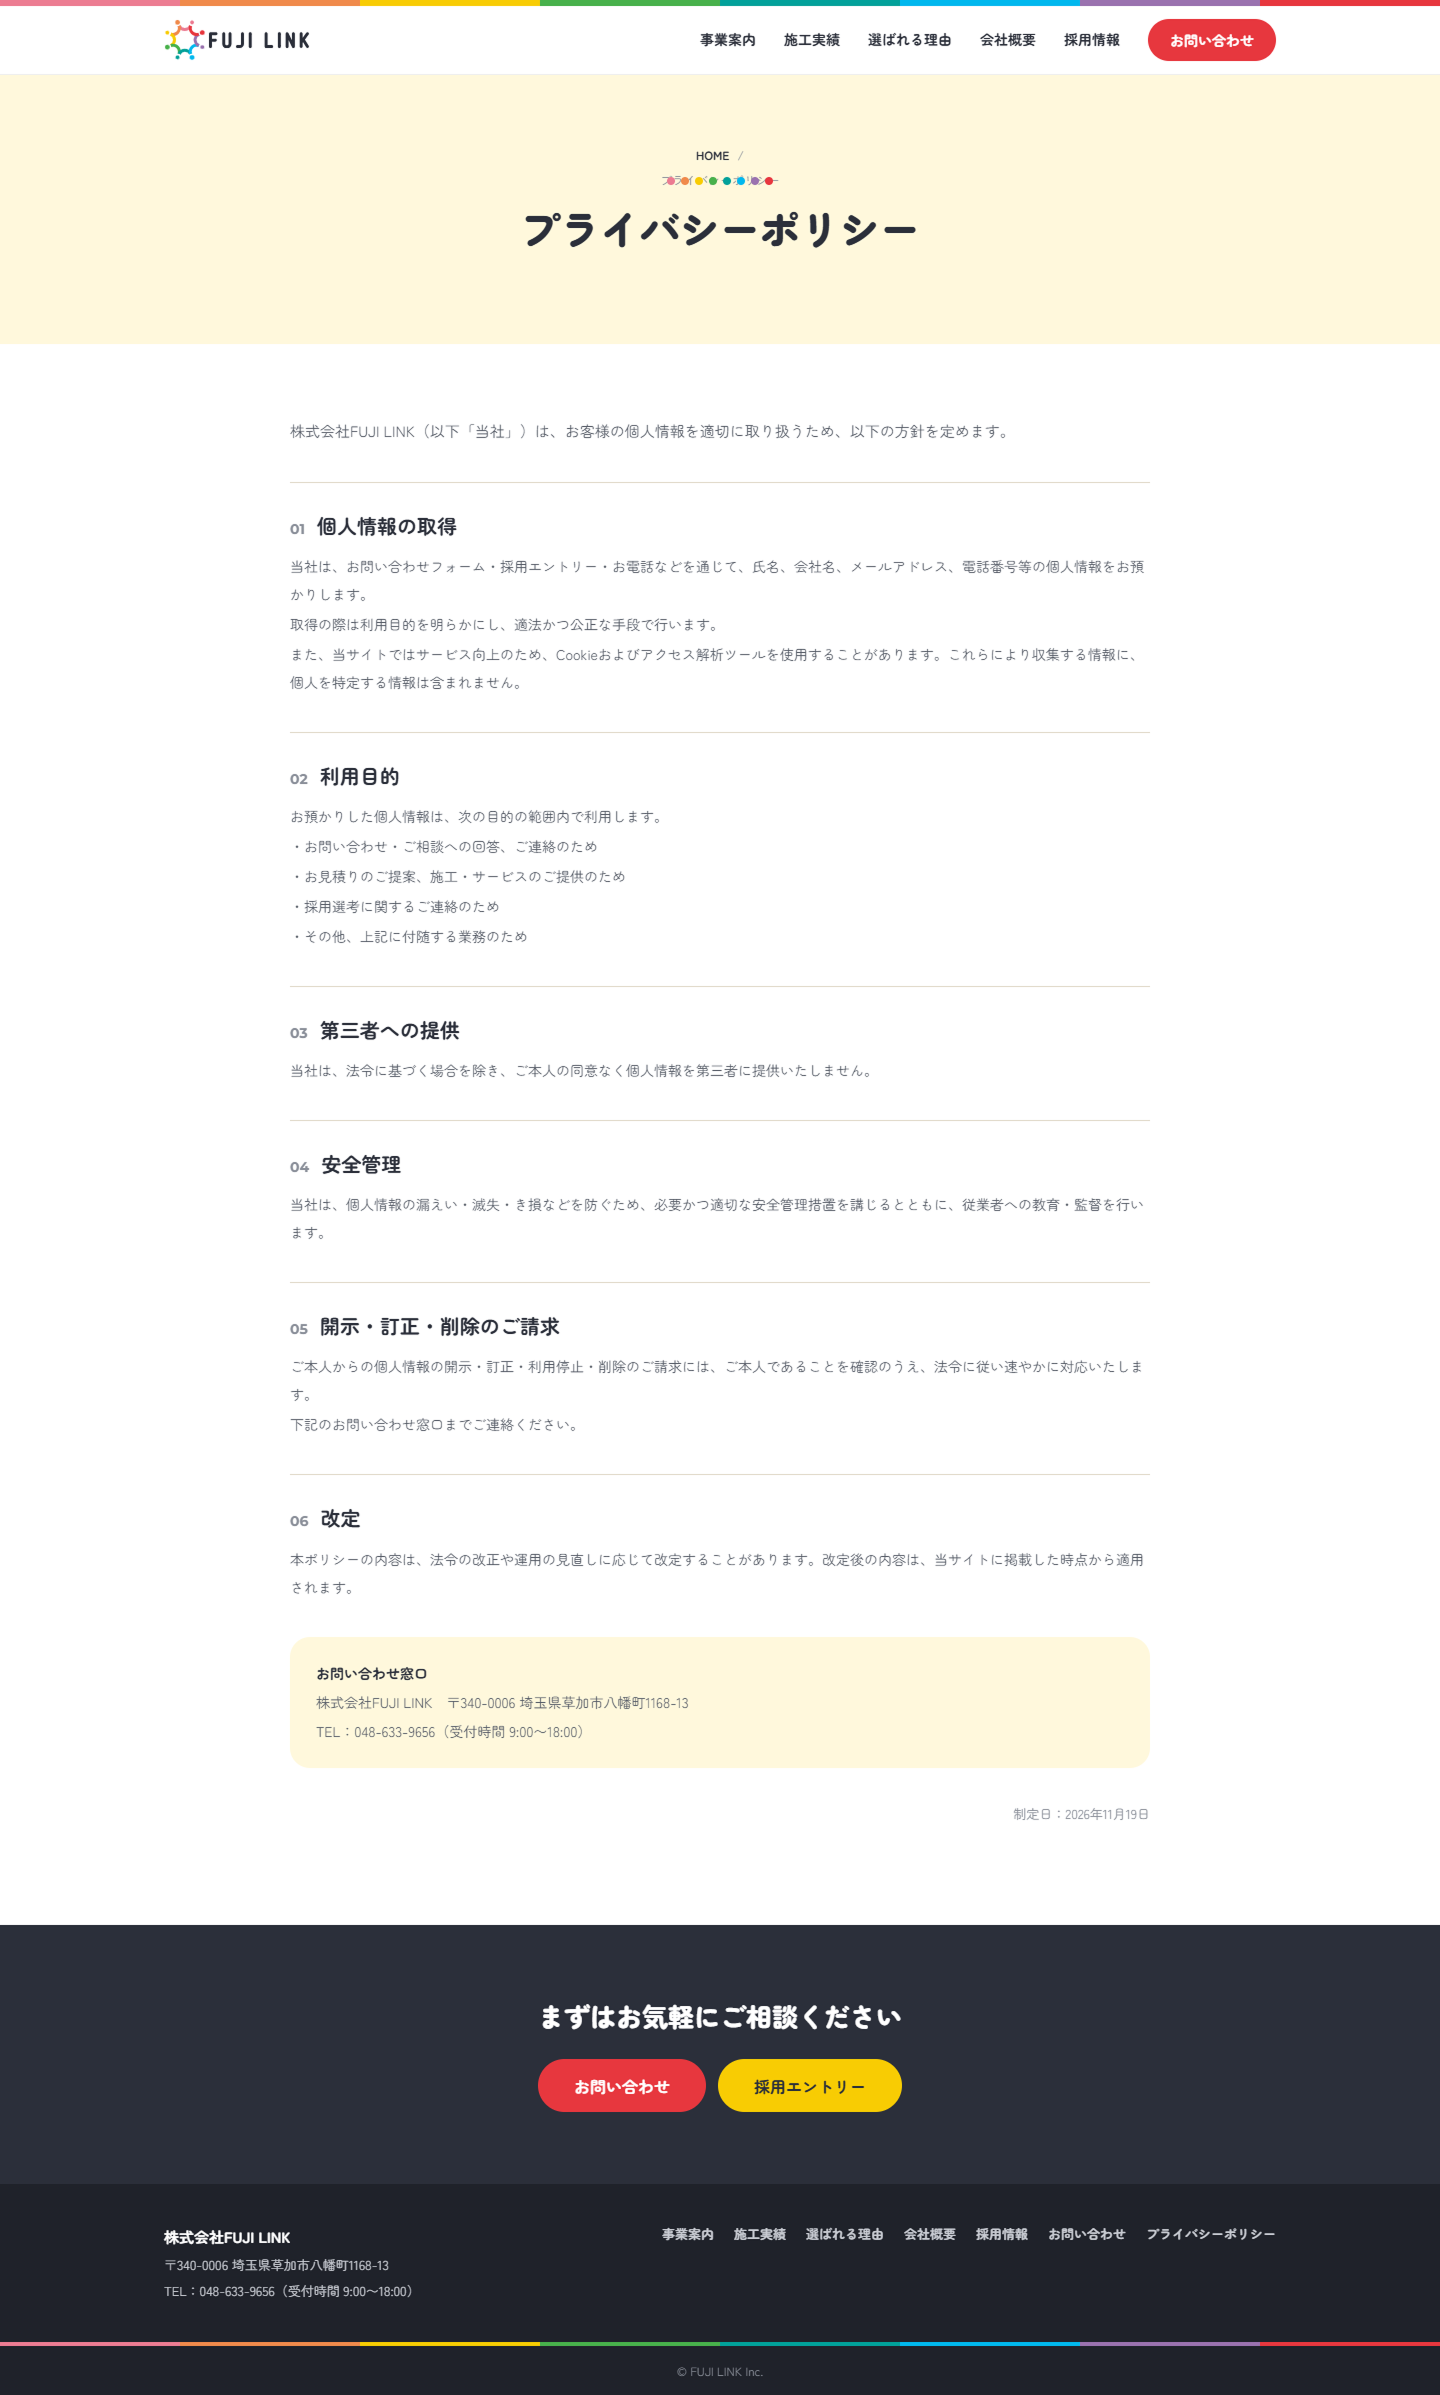 FUJI LINK
事業案内
施工実績
選ばれる理由
会社概要
採用情報
お問い合わせ
HOME /
プライバシーポリシー
プライバシーポリシー
株式会社FUJI LINK（以下「当社」）は、お客様の個人情報を適切に取り扱うため、以下の方針を定めます。
01 個人情報の取得
当社は、お問い合わせフォーム・採用エントリー・お電話などを通じて、氏名、会社名、メールアドレス、電話番号等の個人情報をお預
かりします。
取得の際は利用目的を明らかにし、適法かつ公正な手段で行います。
また、当サイトではサービス向上のため、Cookieおよびアクセス解析ツールを使用することがあります。これらにより収集する情報に、
個人を特定する情報は含まれません。
02 利用目的
お預かりした個人情報は、次の目的の範囲内で利用します。
・お問い合わせ・ご相談への回答、ご連絡のため
・お見積りのご提案、施工・サービスのご提供のため
・採用選考に関するご連絡のため
・その他、上記に付随する業務のため
03 第三者への提供
当社は、法令に基づく場合を除き、ご本人の同意なく個人情報を第三者に提供いたしません。
04 安全管理
当社は、個人情報の漏えい・滅失・き損などを防ぐため、必要かつ適切な安全管理措置を講じるとともに、従業者への教育・監督を行い
ます。
05 開示・訂正・削除のご請求
ご本人からの個人情報の開示・訂正・利用停止・削除のご請求には、ご本人であることを確認のうえ、法令に従い速やかに対応いたしま
す。
下記のお問い合わせ窓口までご連絡ください。
06 改定
本ポリシーの内容は、法令の改正や運用の見直しに応じて改定することがあります。改定後の内容は、当サイトに掲載した時点から適用
されます。
お問い合わせ窓口
株式会社FUJI LINK　〒340-0006 埼玉県草加市八幡町1168-13
TEL：048-633-9656（受付時間 9:00〜18:00）
制定日：2026年11月19日
まずはお気軽にご相談ください
お問い合わせ
採用エントリー
株式会社FUJI LINK
〒340-0006 埼玉県草加市八幡町1168-13
TEL：048-633-9656（受付時間 9:00〜18:00）
事業案内
施工実績
選ばれる理由
会社概要
採用情報
お問い合わせ
プライバシーポリシー
© FUJI LINK Inc.